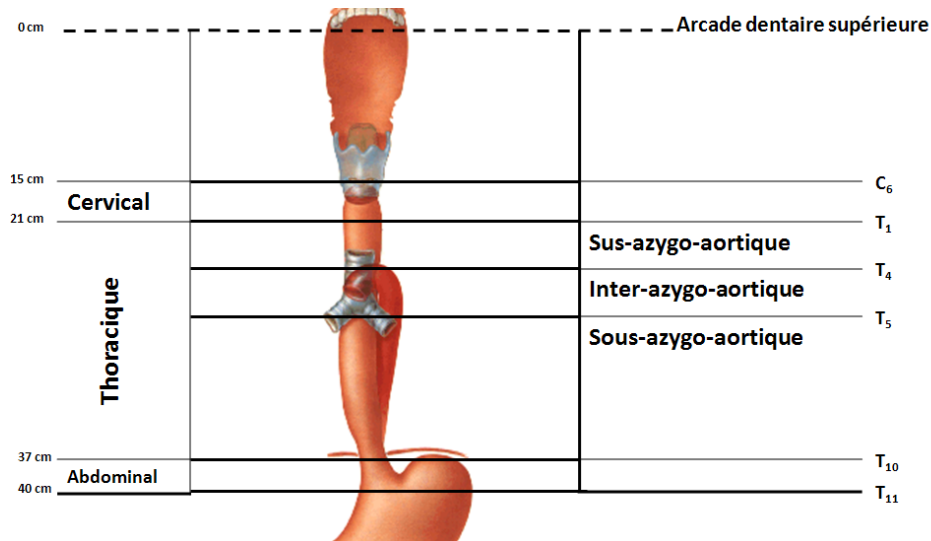 0 cm
Arcade dentaire supérieure
15 cm
C6
Cervical
21 cm
T1
Sus-azygo-aortique
T4
Inter-azygo-aortique
T5
Sous-azygo-aortique
Thoracique
37 cm
T10
Abdominal
40 cm
T11